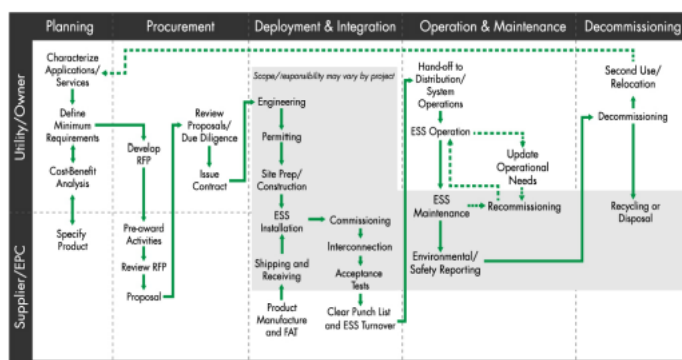 Planning
Procurement
Deployment & Integration
Operation & Maintenance
Decommissioning
Utility/Owner
Supplier/EPC
Characterize
Applications/
Services
Define
Minimum
Requirements
Cost-Benefit
Analysis
Specify
Product
Develop
RFP
Pre-award
Activities
Review RFP
Proposal
Review
Proposals/
Due Diligence
Issue
Contract
Scope/responsibility may vary by project
Engineering
Permitting
Site Prep/
Construction
ESS
Installation
Shipping and
Receiving
Product
Manufacture
and FAT
Commissioning
Interconnection
Acceptance
Tests
Clear Punch List
and ESS Turnover
Hand-off to
Distribution/
System
Operations
ESS Operation
Update
Operational
Needs
ESS
Maintenance
Recommissioning
Environmental/
Safety Reporting
Second Use/
Relocation
Decommissioning
Recycling or
Disposal